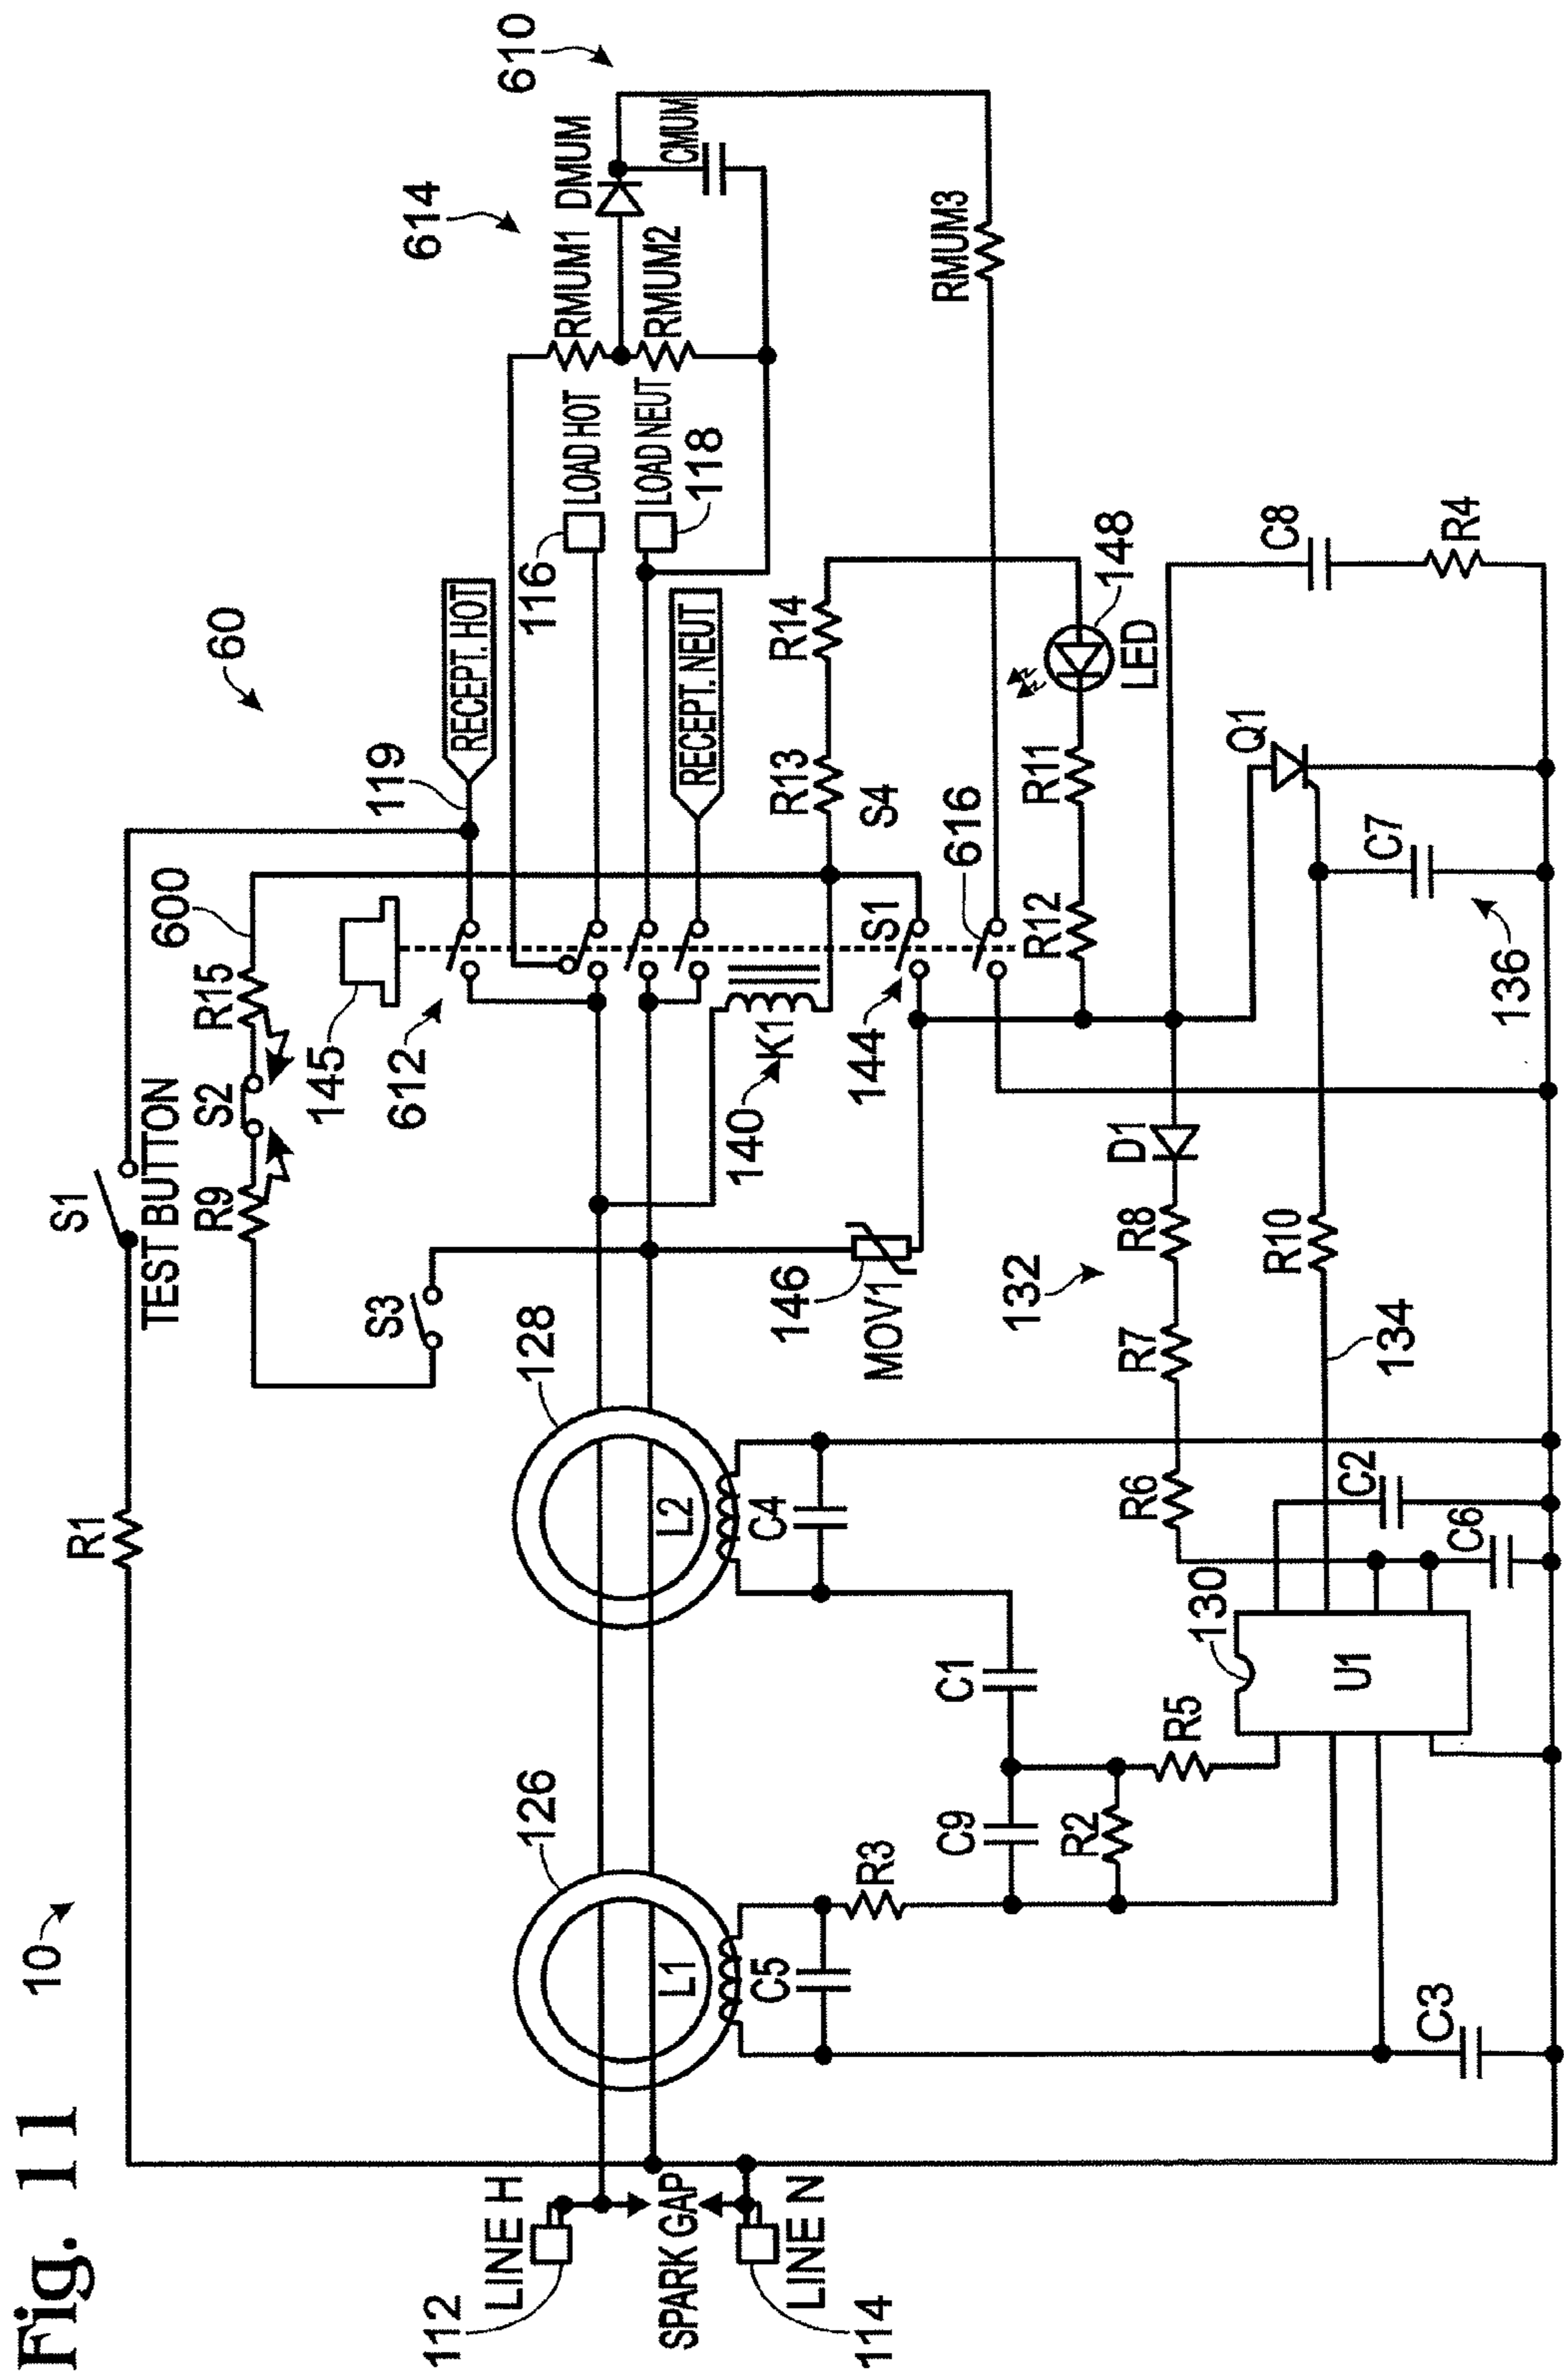 Fig. 11
10
60
610
614
S1
TEST BUTTON
R1
S2
R9
R15
600
145
612
S3
119
RECEPT. HOT
116
LOAD HOT
LOAD NEUT
118
RECEPT. NEUT
RMUM1
RMUM2
DMUM
CMUM
RMUM3
LINE H
112
SPARK GAP
LINE N
114
126
L1
C5
128
L2
C4
K1
140
146
MOV1
144
S1
S4
616
R13
R14
R12
R11
LED
148
R3
C9
C1
R2
R5
132
R6
R7
R8
D1
Q1
C8
R4
130
U1
134
R10
C7
136
C2
C6
C3